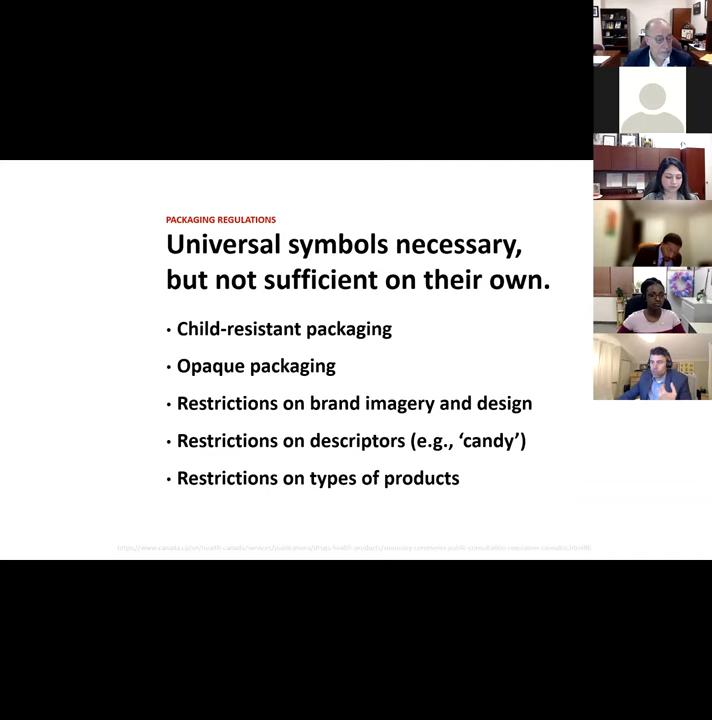 PACKAGING REGULATIONS
Universal symbols necessary,
but not sufficient on their own.
• Child-resistant packaging
• Opaque packaging
• Restrictions on brand imagery and design
• Restrictions on descriptors (e.g., ‘candy’)
• Restrictions on types of products